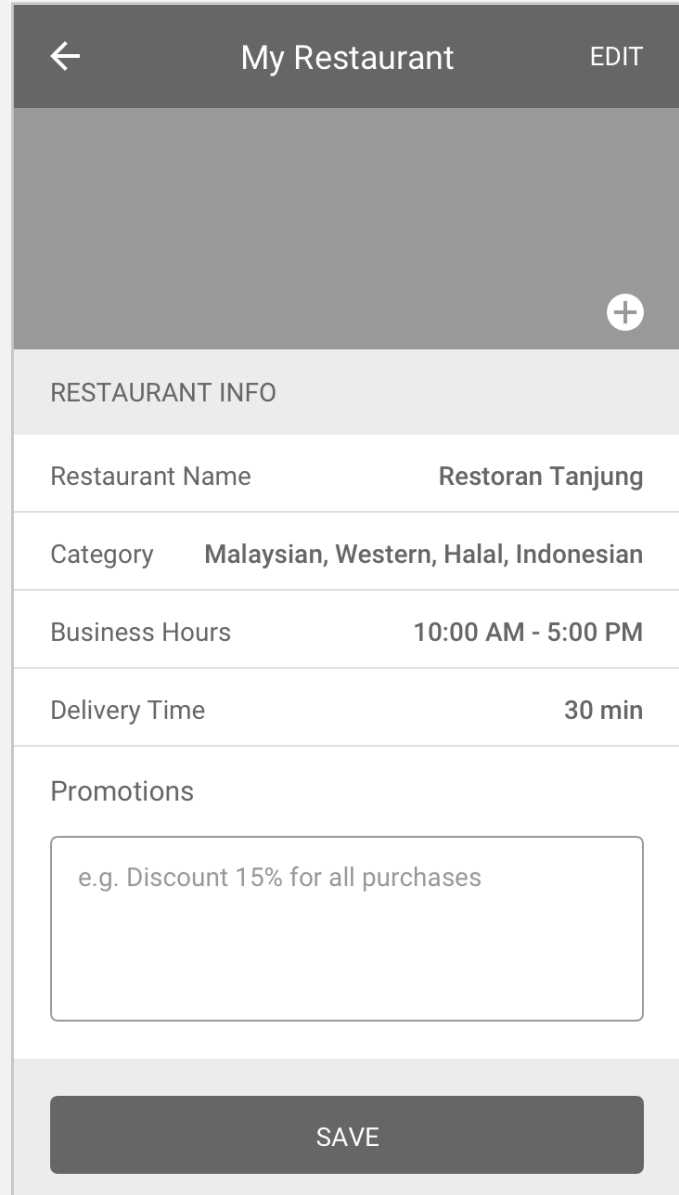 My Restaurant EDIT
RESTAURANT INFO
Restaurant Name Restoran Tanjung
Category Malaysian, Western, Halal, Indonesian
Business Hours 10:00 AM - 5:00 PM
Delivery Time 30 min
Promotions
e.g. Discount 15% for all purchases
SAVE